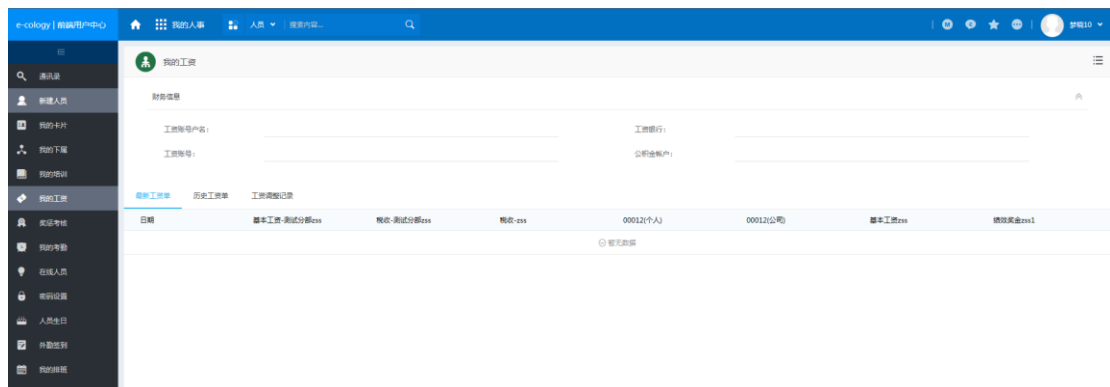 e-cology | 前端用户中心
我的人事
人员
搜索内容...
梦晓10
通讯录
新建人员
我的卡片
我的下属
我的培训
我的工资
奖惩考核
我的考勤
在线人员
密码设置
人员生日
外勤签到
我的排班
我的工资
财务信息
工资账号户名： 工资银行：
工资账号： 公积金帐户：
最新工资单 历史工资单 工资调整记录
日期 基本工资-测试分部zss 税收-测试分部zss 税收-zss 00012(个人) 00012(公司) 基本工资zss 绩效奖金zss1
暂无数据